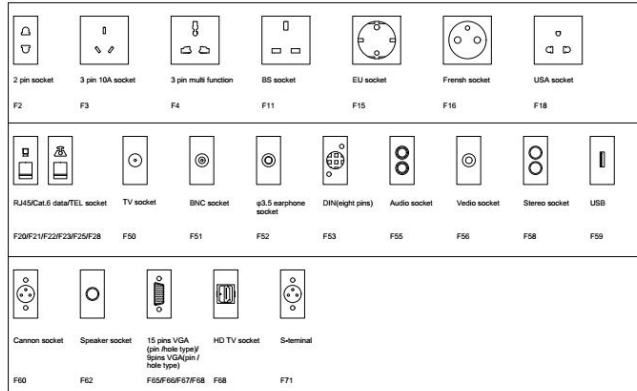 2 pin socket
3 pin 10A socket
3 pin multi function
BS socket
EU socket
Frensh socket
USA socket
F2
F3
F4
F11
F15
F16
F18
RJ45/Cat.6 data/TEL socket
TV socket
BNC socket
φ3.5 earphone
socket
DIN(eight pins)
Audio socket
Vedio socket
Stereo socket
USB
F20/F21/F22/F23/F25/F28
F50
F51
F52
F53
F55
F56
F58
F59
Cannon socket
Speaker socket
15 pins VGA
(pin /hole type)/
9pins VGA(pin /
hole type)
HD TV socket
S-teminal
F60
F62
F65/F66/F67/F68
F68
F71